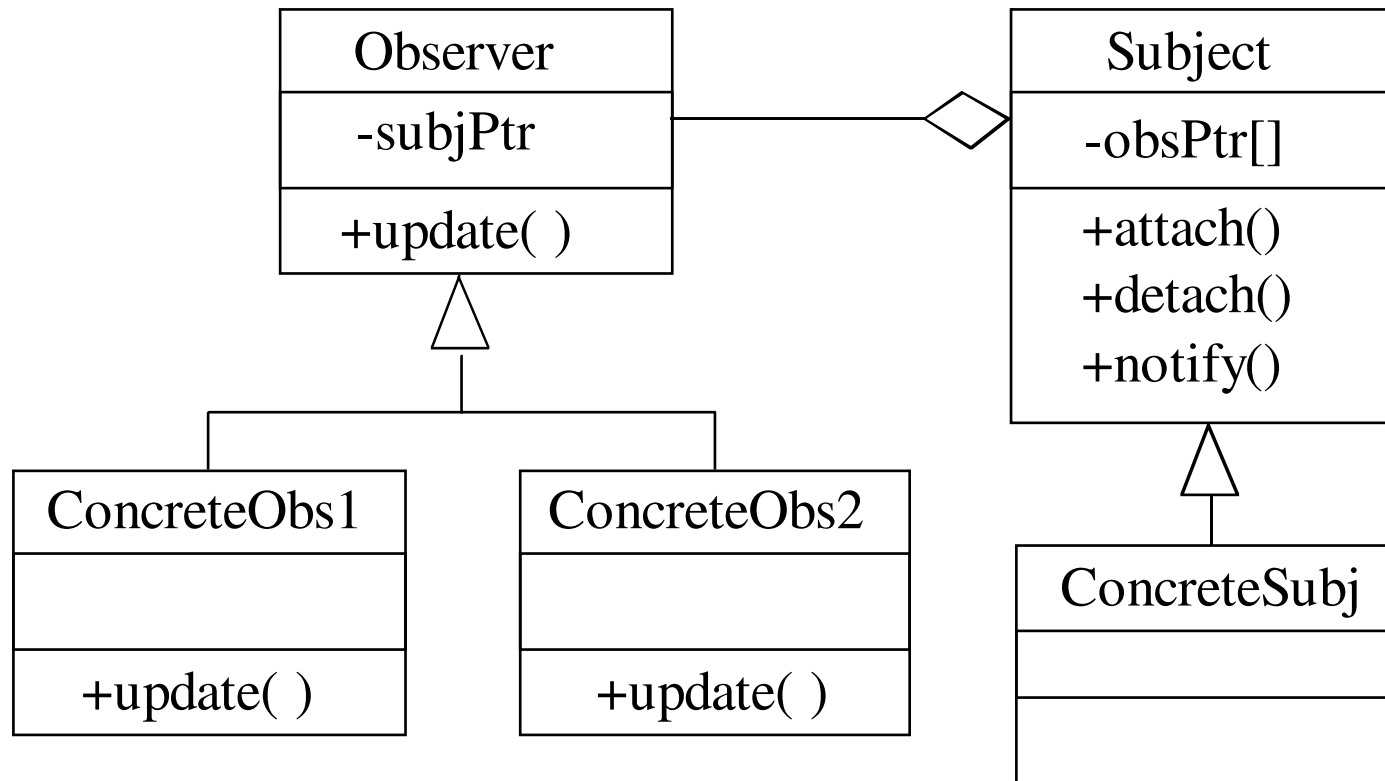 Observer
-subjPtr
+update( )
Subject
-obsPtr[]
+attach()
+detach()
+notify()
ConcreteObs1
+update( )
ConcreteObs2
+update( )
ConcreteSubj